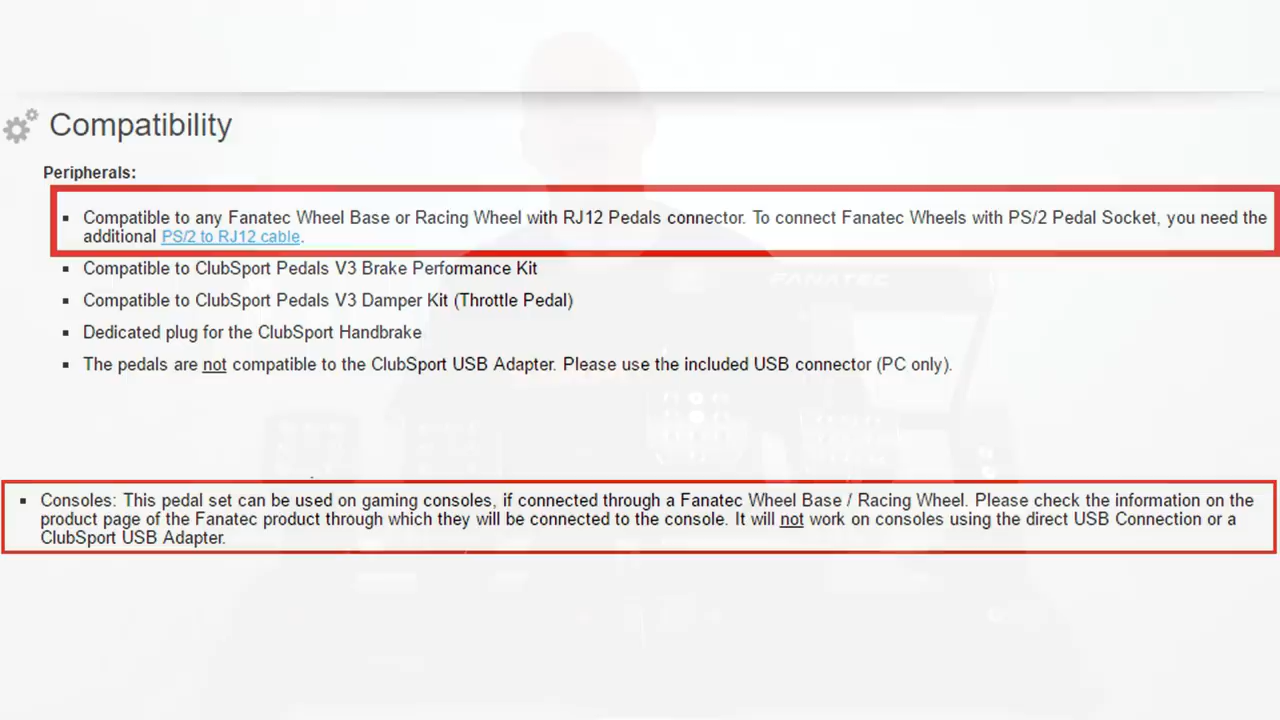 Compatibility
Peripherals:
Compatible to any Fanatec Wheel Base or Racing Wheel with RJ12 Pedals connector. To connect Fanatec Wheels with PS/2 Pedal Socket, you need the
additional PS/2 to RJ12 cable.
Compatible to ClubSport Pedals V3 Brake Performance Kit
FANATEC
Compatible to ClubSport Pedals V3 Damper Kit (Throttle Pedal)
Dedicated plug for the ClubSport Handbrake
The pedals are not compatible to the ClubSport USB Adapter. Please use the included USB connector (PC only).
Consoles: This pedal set can be used on gaming consoles, if connected through a Fanatec Wheel Base / Racing Wheel. Please check the information on the
product page of the Fanatec product through which they will be connected to the console. It will not work on consoles using the direct USB Connection or a
ClubSport USB Adapter.